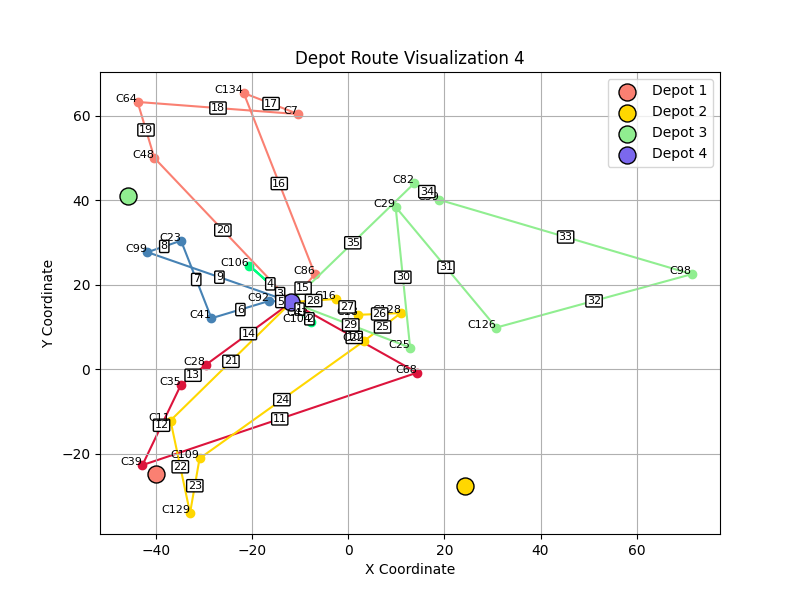 Depot Route Visualization 4
Depot 1
Depot 2
Depot 3
Depot 4
C134
C64
C7
17
18
19
C48
16
C82
34
C29
20
C23
8
C99
35
33
C106
C86
24
31
30
32
C98
7
9
4
3
15
5
C92
C16
28
27
26
C128
6
C41
29
25
C126
14
2
C25
21
C28
13
C35
C68
24
11
C11
12
C39
C109
22
23
C129
60
40
20
0
−20
−40
−20
0
20
40
60
X Coordinate
Y Coordinate